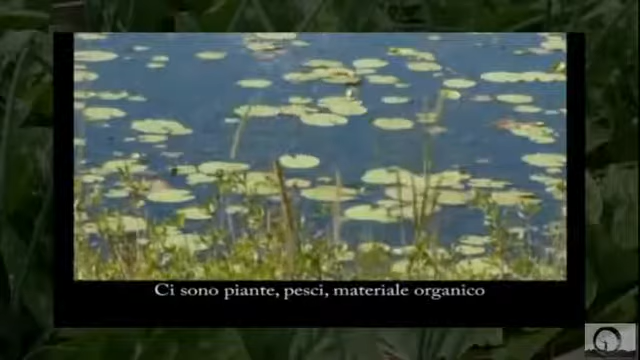 Ci sono piante, pesci, materiale organico